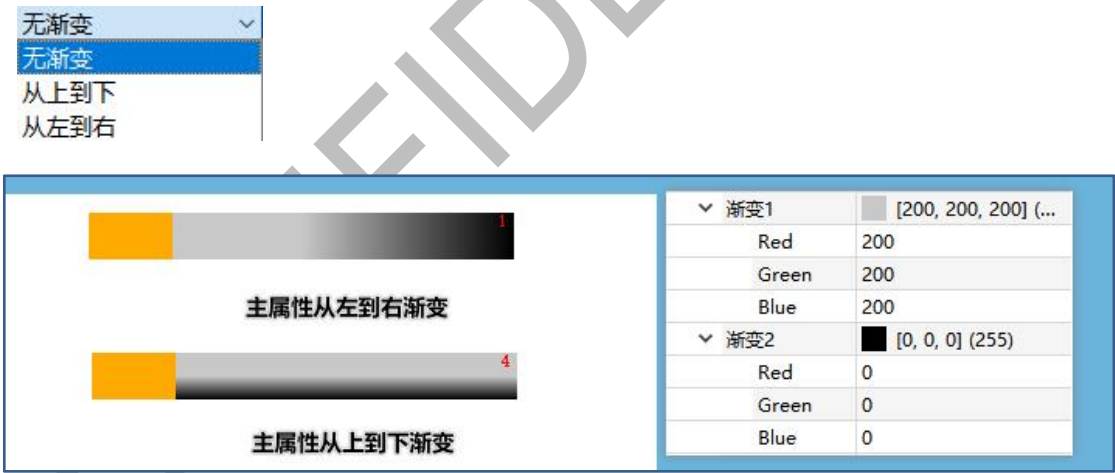 无渐变
无渐变
从上到下
从左到右
1
主属性从左到右渐变
4
主属性从上到下渐变
渐变1 [200, 200, 200] (...
Red 200
Green 200
Blue 200
渐变2 [0, 0, 0] (255)
Red 0
Green 0
Blue 0